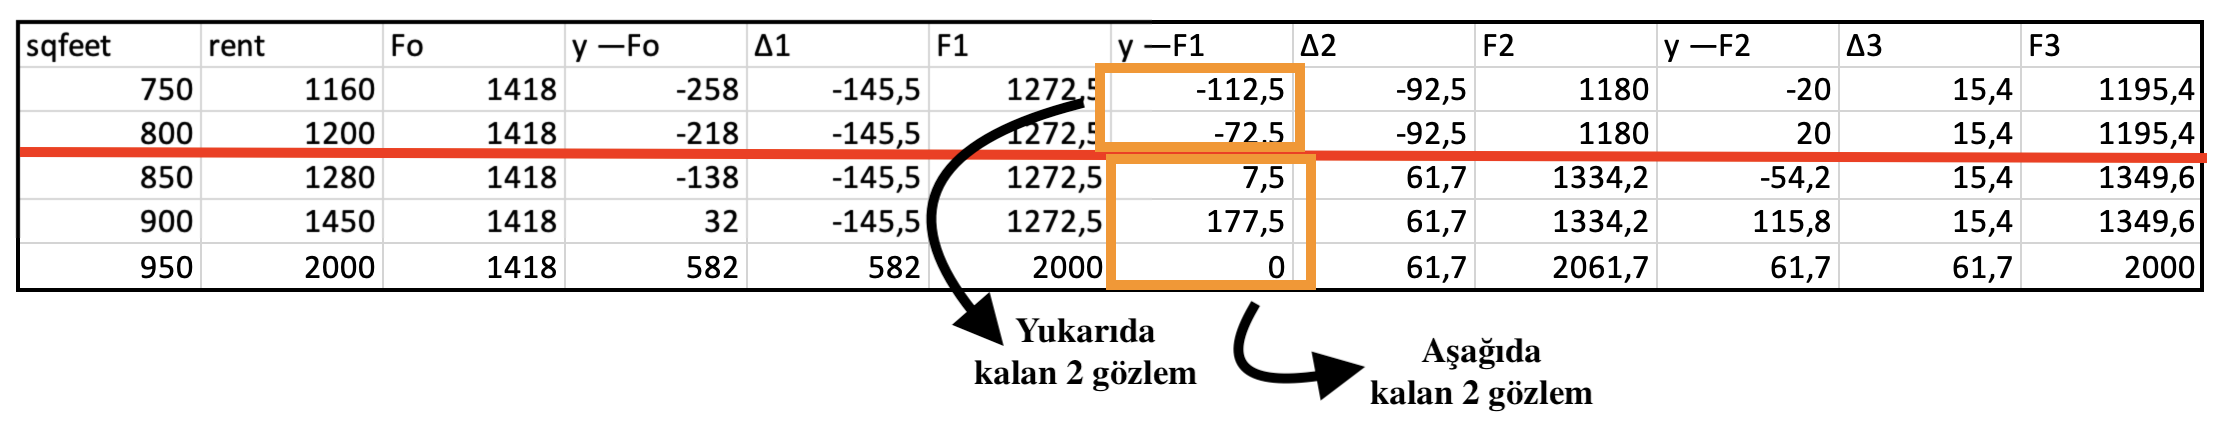 sqfeet rent Fo y —Fo Δ1 F1 y —F1 Δ2 F2 y —F2 Δ3 F3
750 1160 1418 -258 -145,5 1272,5 -112,5 -92,5 1180 -20 15,4 1195,4
800 1200 1418 -218 -145,5 1272,5 -72,5 -92,5 1180 20 15,4 1195,4
850 1280 1418 -138 -145,5 1272,5 7,5 61,7 1334,2 -54,2 15,4 1349,6
900 1450 1418 32 -145,5 1272,5 177,5 61,7 1334,2 115,8 15,4 1349,6
950 2000 1418 582 582 2000 0 61,7 2061,7 61,7 61,7 2000
Yukarıda
kalan 2 gözlem
Aşağıda
kalan 2 gözlem